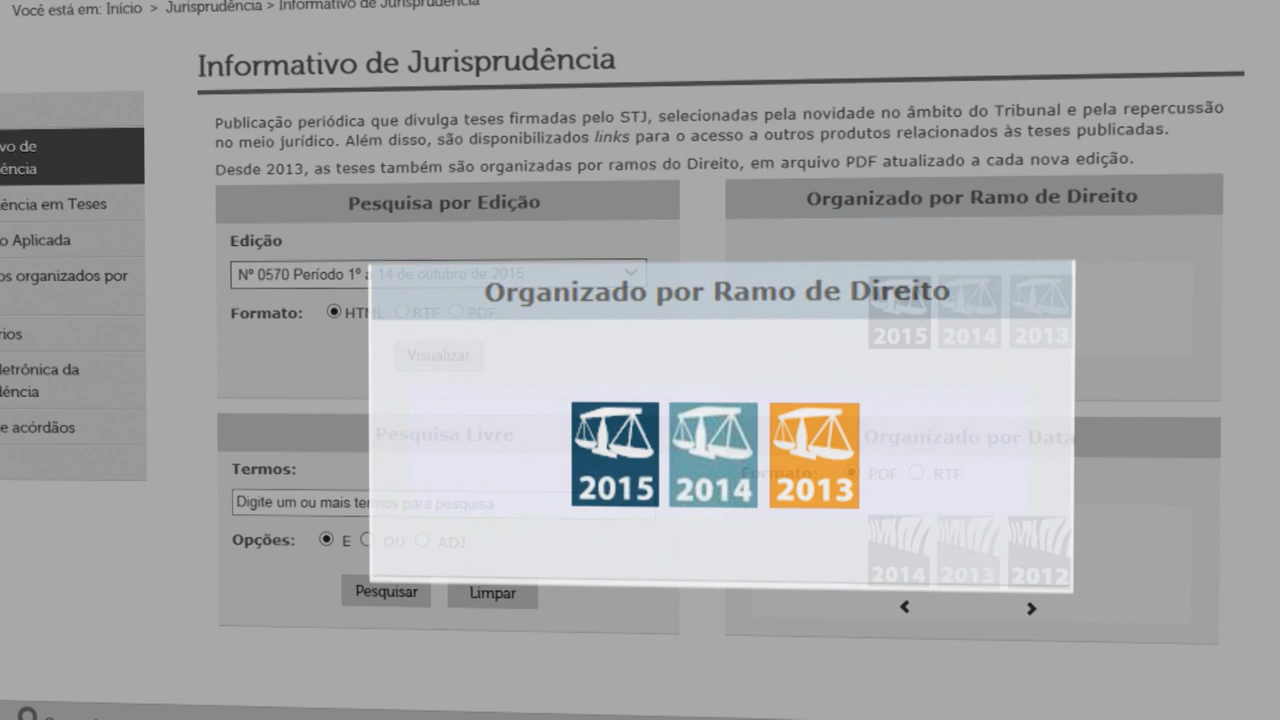 Você está em: Início > Jurisprudência > Informativo de Jurisprudência
Informativo de Jurisprudência
Publicação periódica que divulga teses firmadas pelo STJ, selecionadas pela novidade no âmbito do Tribunal e pela repercussão
no meio jurídico. Além disso, são disponibilizados links para o acesso a outros produtos relacionados às teses publicadas.
Desde 2013, as teses também são organizadas por ramos do Direito, em arquivo PDF atualizado a cada nova edição.
vo de
ência
ência em Teses
o Aplicada
os organizados por
rios
letrônica da
dência
e acórdãos
Pesquisa por Edição
Edição
Nº 0570 Período 1º a 14 de outubro de 2015
Formato: HTML RTF PDF
Visualizar
Organizado por Ramo de Direito
2015 2014 2013
Organizado por Ramo de Direito
2015 2014 2013
Pesquisa Livre
Termos:
Digite um ou mais termos para pesquisa
Opções: E OU ADJ
Pesquisar Limpar
Organizado por Data
Formato: PDF RTF
2014 2013 2012